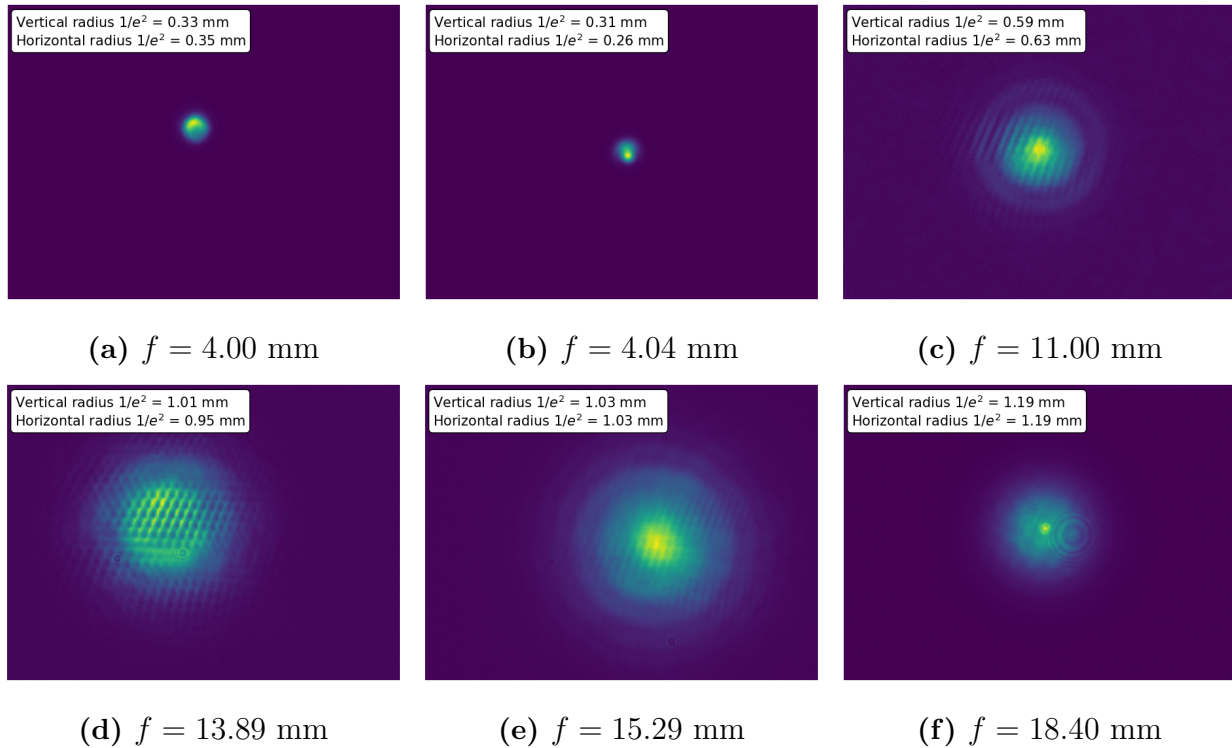 Vertical radius 1/e² = 0.33 mm
Horizontal radius 1/e² = 0.35 mm
Vertical radius 1/e² = 0.31 mm
Horizontal radius 1/e² = 0.26 mm
Vertical radius 1/e² = 0.59 mm
Horizontal radius 1/e² = 0.63 mm
(a) f = 4.00 mm
(b) f = 4.04 mm
(c) f = 11.00 mm
Vertical radius 1/e² = 1.01 mm
Horizontal radius 1/e² = 0.95 mm
Vertical radius 1/e² = 1.03 mm
Horizontal radius 1/e² = 1.03 mm
Vertical radius 1/e² = 1.19 mm
Horizontal radius 1/e² = 1.19 mm
(d) f = 13.89 mm
(e) f = 15.29 mm
(f) f = 18.40 mm